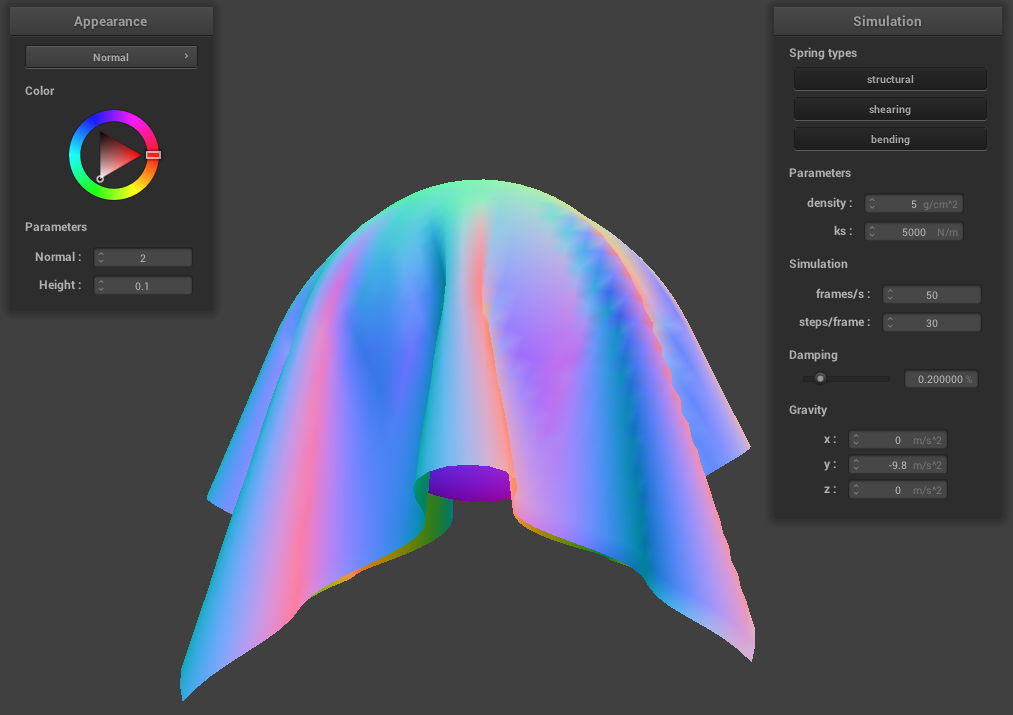 Appearance
Normal
Color
Parameters
Normal : 2
Height : 0.1
Simulation
Spring types
structural
shearing
bending
Parameters
density : 5 g/cm^2
ks : 5000 N/m
Simulation
frames/s : 50
steps/frame : 30
Damping
0.200000 %
Gravity
x : 0 m/s^2
y : -9.8 m/s^2
z : 0 m/s^2